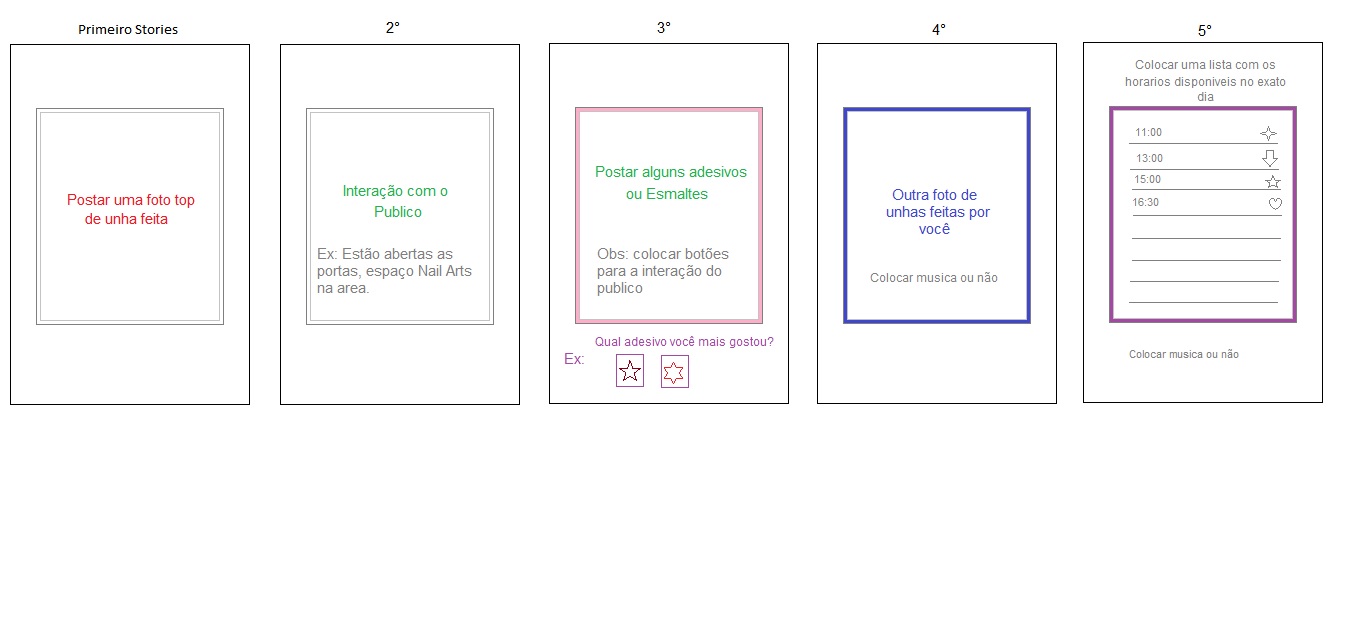 Primeiro Stories
Postar uma foto top
de unha feita
2°
Interação com o
Publico
Ex: Estão abertas as
portas, espaço Nail Arts
na area.
3°
Postar alguns adesivos
ou Esmaltes
Obs: colocar botões
para a interação do
publico
Qual adesivo você mais gostou?
Ex:
4°
Outra foto de
unhas feitas por
você
Colocar musica ou não
5°
Colocar uma lista com os
horarios disponiveis no exato
dia
11:00
13:00
15:00
16:30
Colocar musica ou não